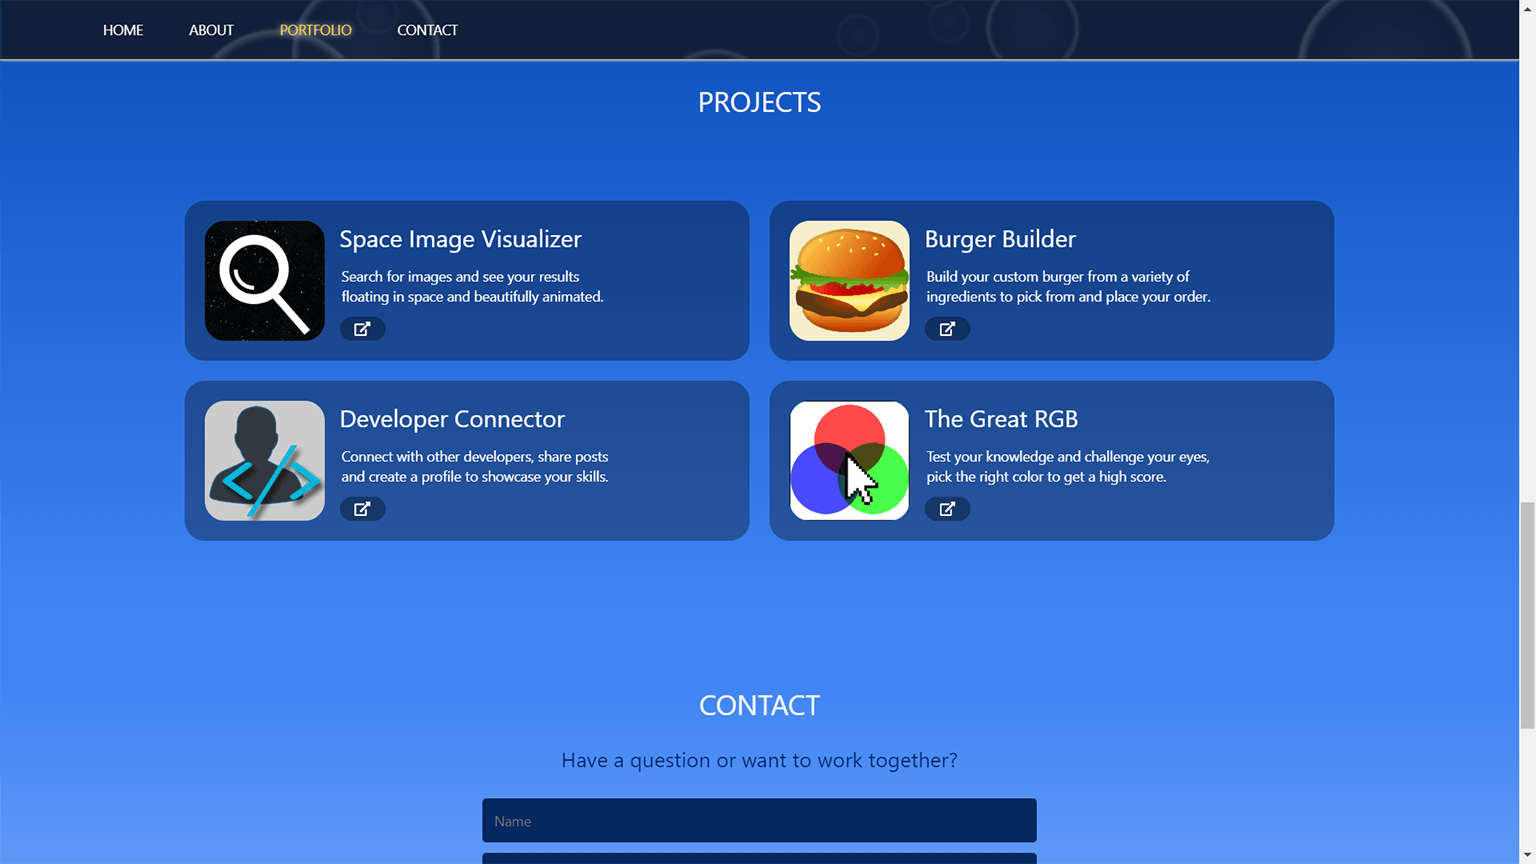 HOME ABOUT PORTFOLIO CONTACT
PROJECTS
Space Image Visualizer
Search for images and see your results
floating in space and beautifully animated.
Burger Builder
Build your custom burger from a variety of
ingredients to pick from and place your order.
Developer Connector
Connect with other developers, share posts
and create a profile to showcase your skills.
The Great RGB
Test your knowledge and challenge your eyes,
pick the right color to get a high score.
CONTACT
Have a question or want to work together?
Name